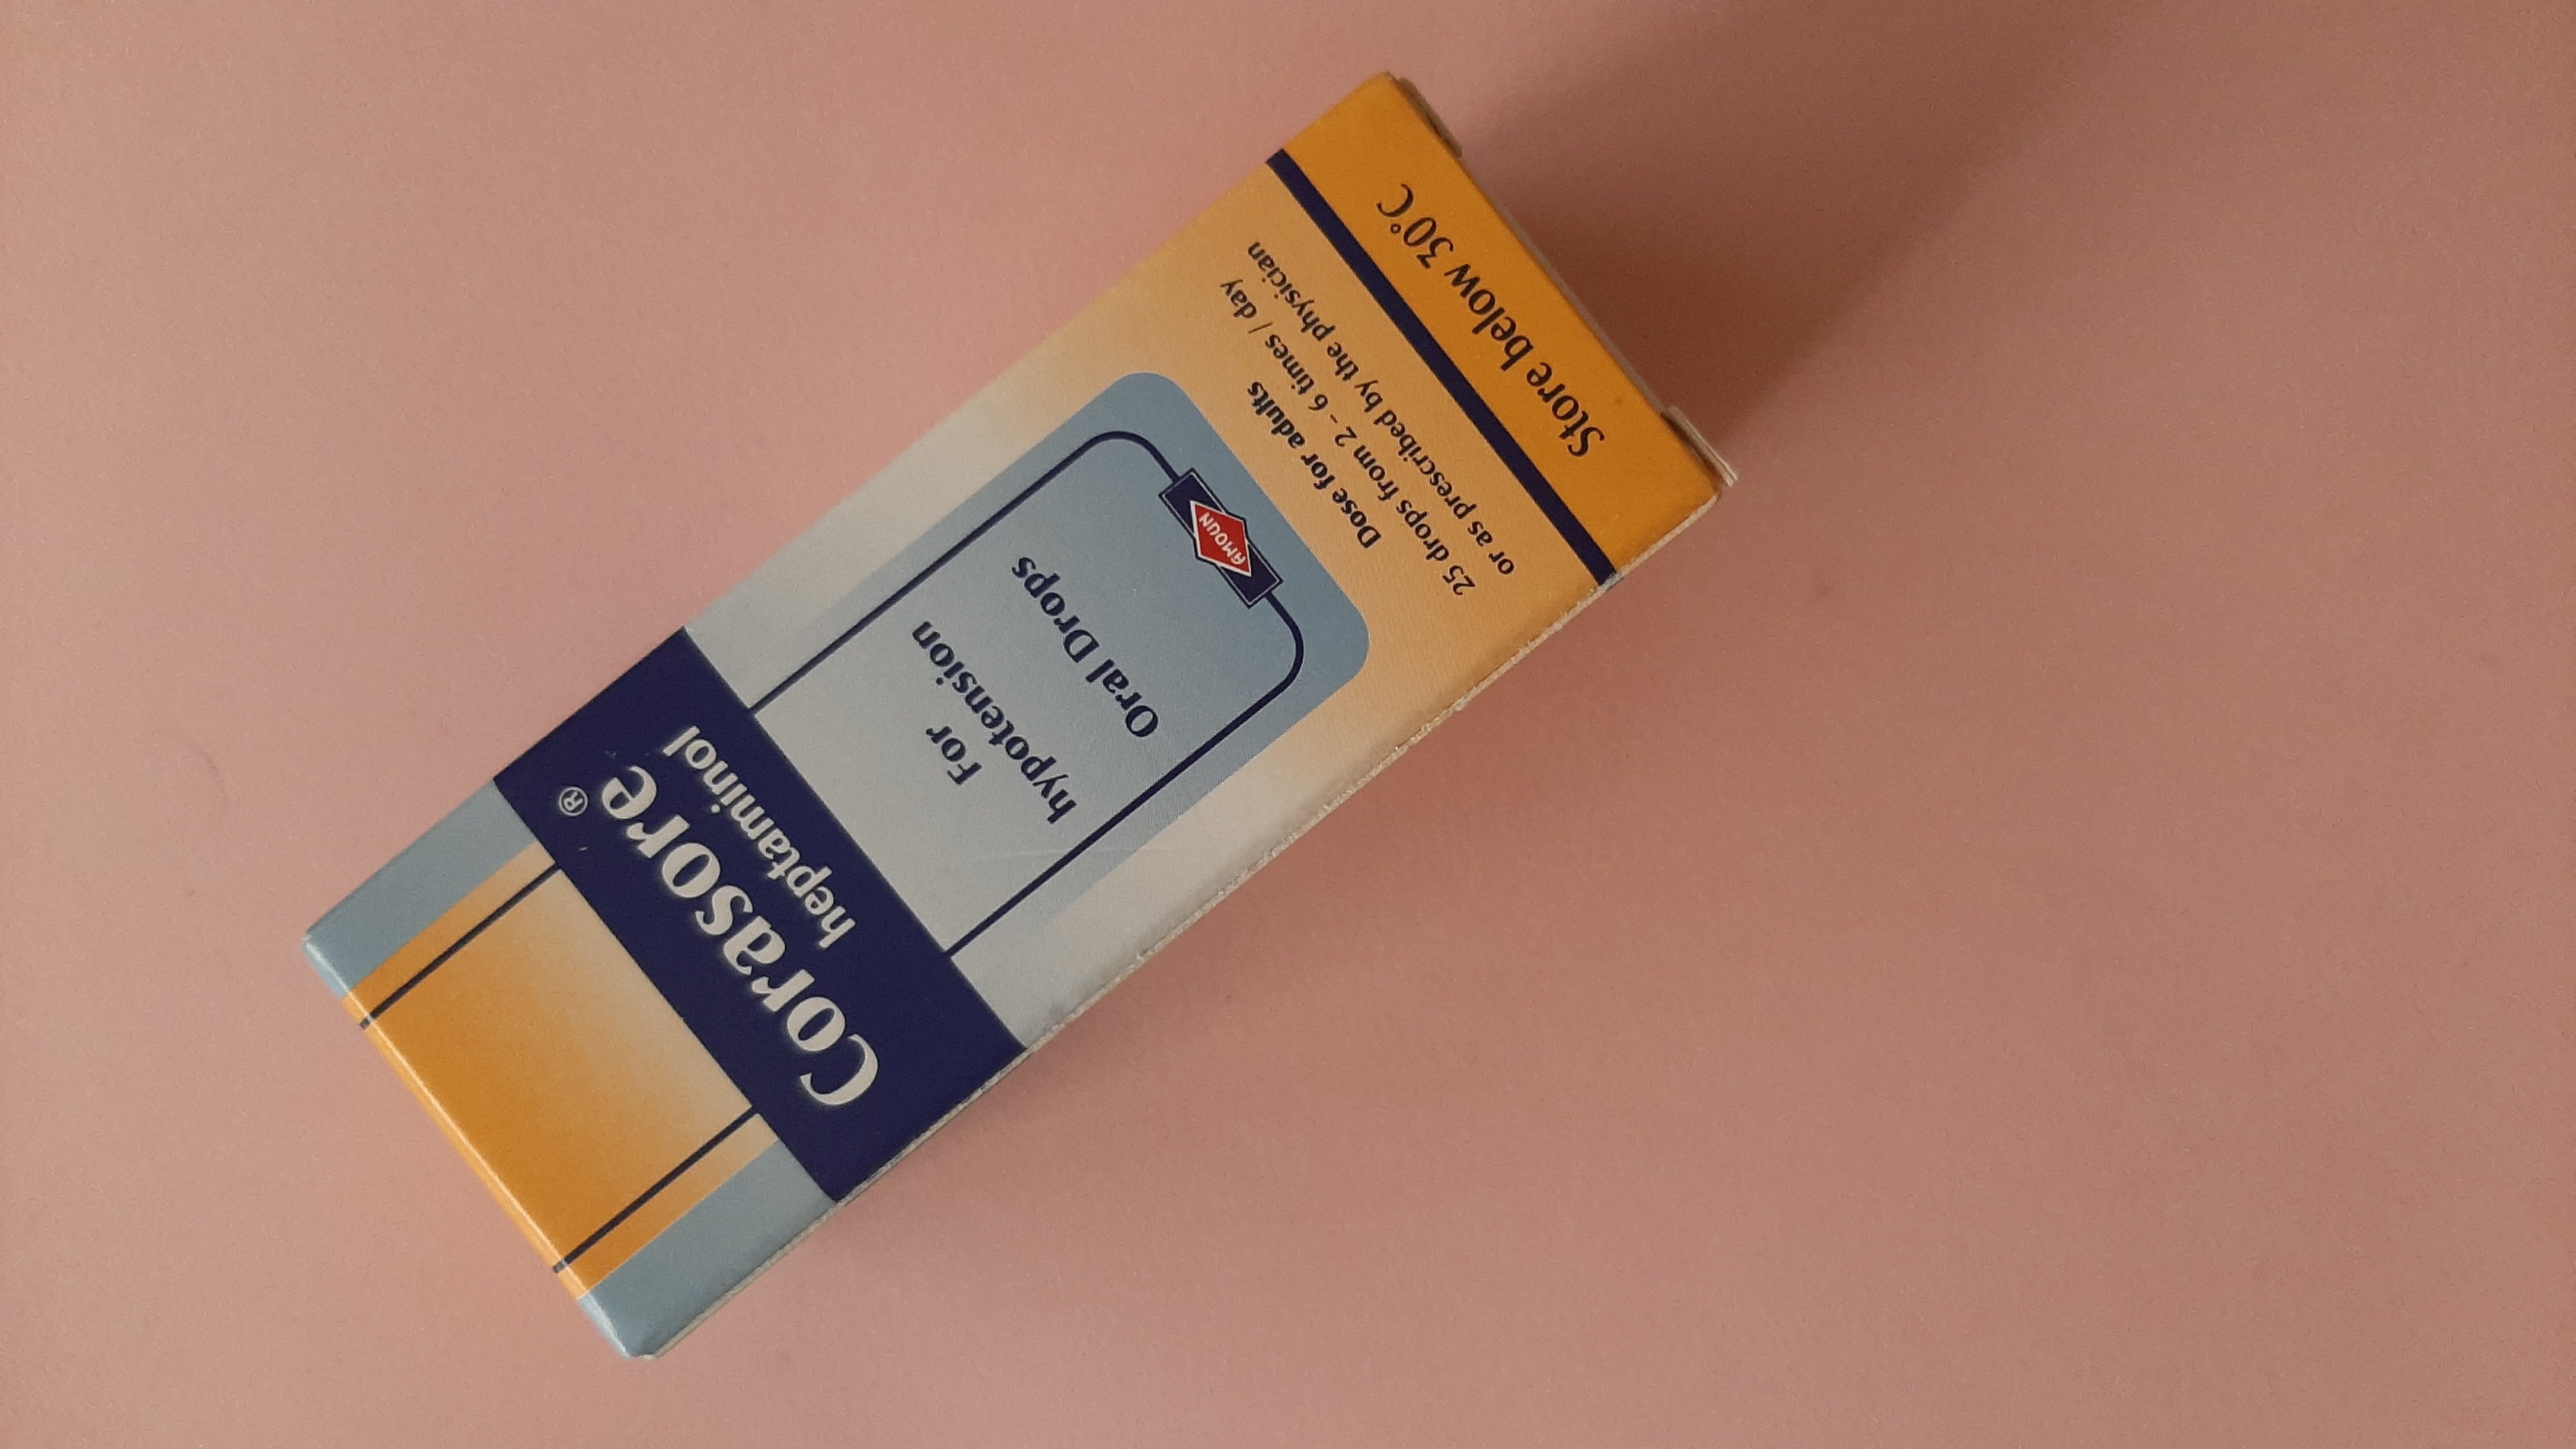 Corasore®
heptaminol
For
hypotension
Oral Drops
AMOUN
Dose for adults
25 drops from 2 - 6 times / day
or as prescribed by the physician
Store below 30°C